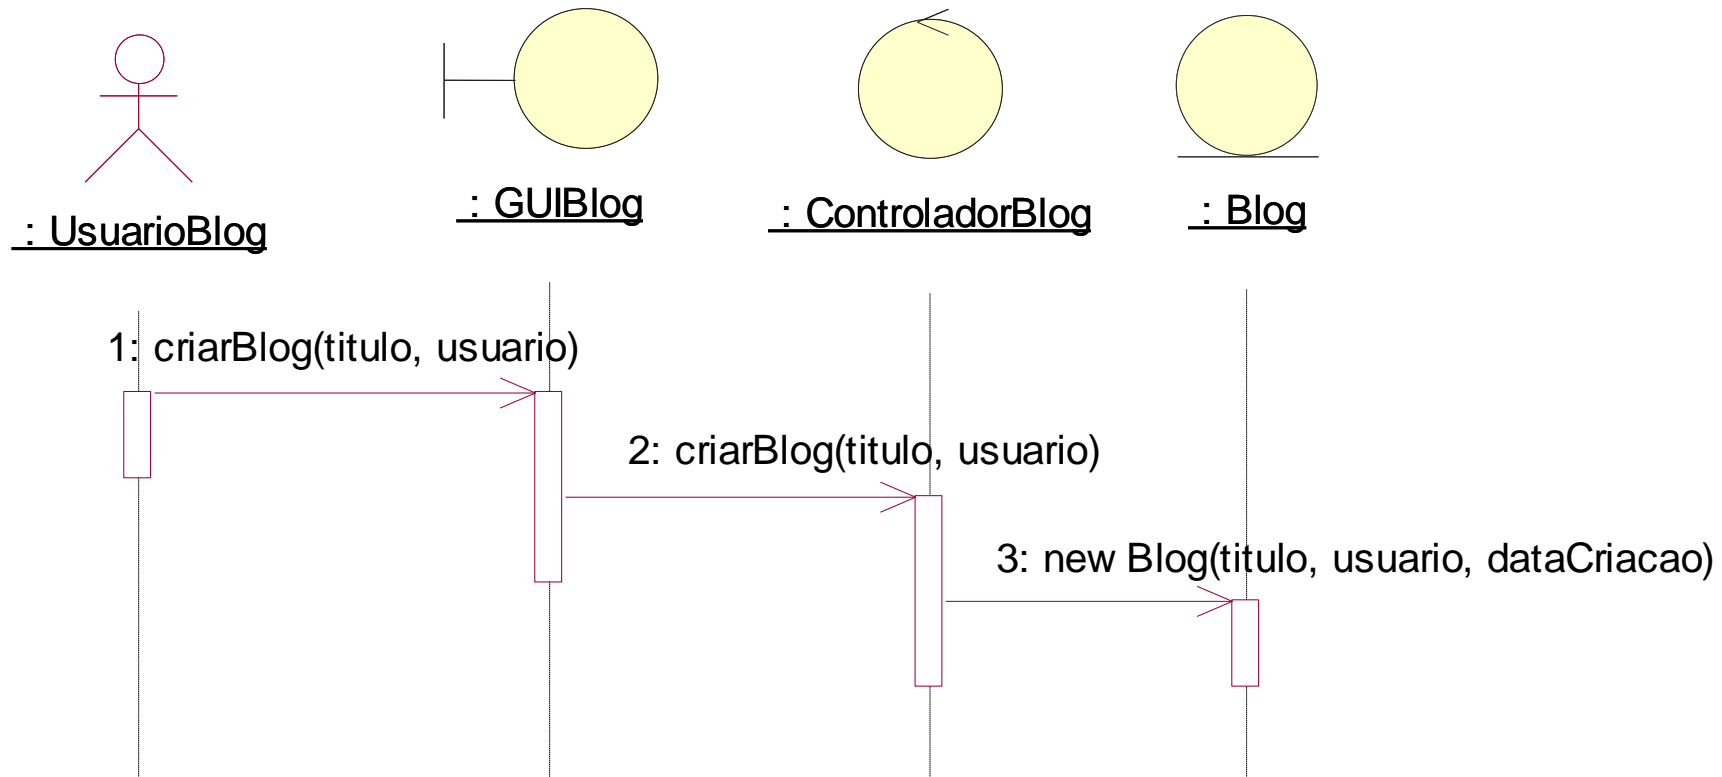 : UsuarioBlog
: GUIBlog
: ControladorBlog
: Blog
1: criarBlog(titulo, usuario)
2: criarBlog(titulo, usuario)
3: new Blog(titulo, usuario, dataCriacao)